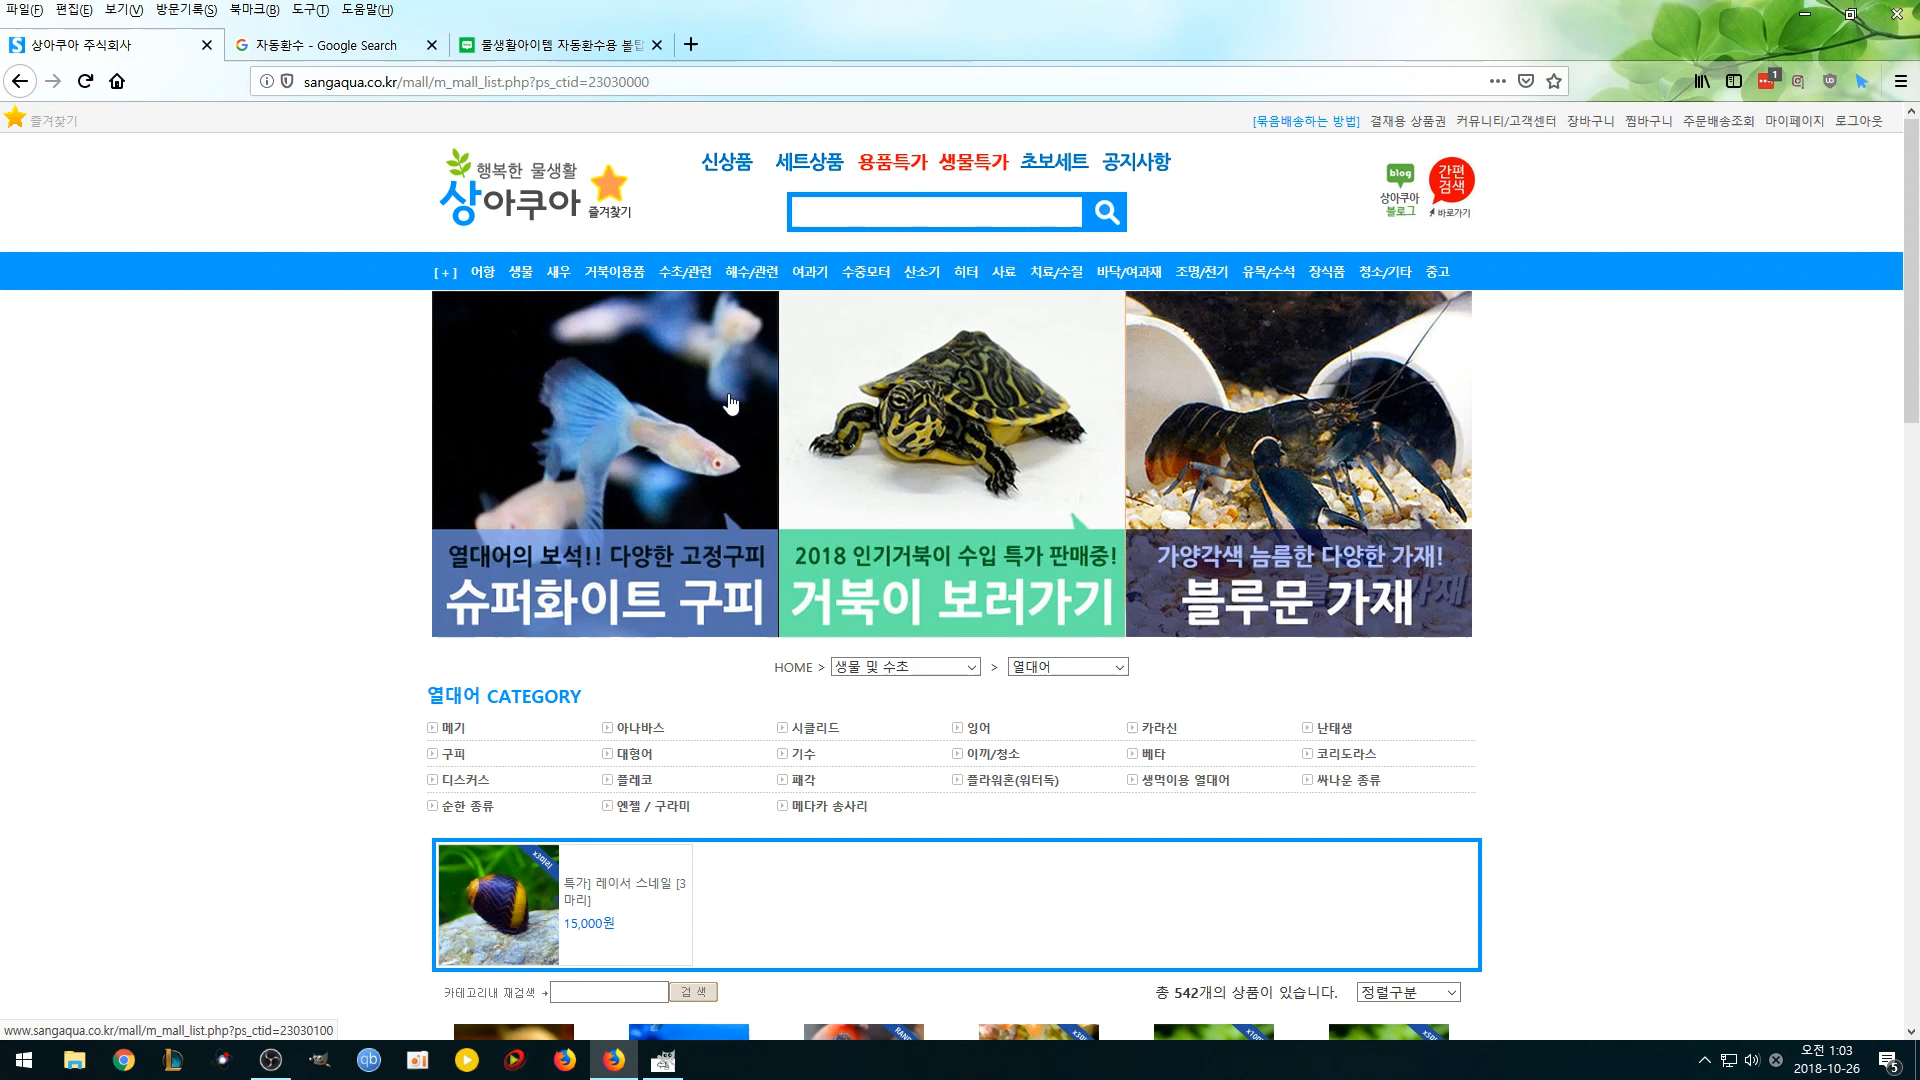 파일(F) 편집(E) 보기(V) 방문기록(S) 북마크(B) 도구(T) 도움말(H)
상아쿠아 주식회사
자동환수 - Google Search
물생활아이템 자동환수용 볼탑
sangaqua.co.kr/mall/m_mall_list.php?ps_ctid=23030000
1
즐겨찾기
[묶음배송하는 방법] 결재용 상품권 커뮤니티/고객센터 장바구니 찜바구니 주문배송조회 마이페이지 로그아웃
행복한 물생활
상아쿠아
즐겨찾기
신상품 세트상품 용품특가 생물특가 초보세트 공지사항
blog
상아쿠아
블로그
간편
검색
바로가기
[ + ] 어항 생물 새우 거북이용품 수초/관련 해수/관련 여과기 수중모터 산소기 히터 사료 치료/수질 바닥/여과재 조명/전기 유목/수석 장식품 청소/기타 중고
열대어의 보석!! 다양한 고정구피
슈퍼화이트 구피
2018 인기거북이 수입 특가 판매중!
거북이 보러가기
가양각색 늠름한 다양한 가재!
블루문 가재
HOME > 생물 및 수초 > 열대어
열대어 CATEGORY
메기 아나바스 시클리드 잉어 카라신 난태생
구피 대형어 기수 이끼/청소 베타 코리도라스
디스커스 플레코 패각 플라워혼(워터독) 생먹이용 열대어 싸나운 종류
순한 종류 엔젤 / 구라미 메다카 송사리
x3마리
특가] 레이서 스네일 [3
마리]
15,000원
카테고리내 재검색 검 색
총 542개의 상품이 있습니다. 정렬구분
www.sangaqua.co.kr/mall/m_mall_list.php?ps_ctid=23030100
qb
오전 1:03
2018-10-26
5